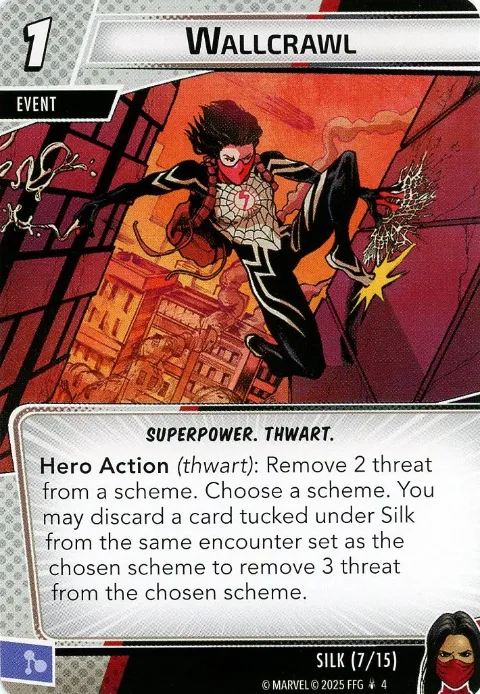 1
WALLCRAWL
EVENT
SUPERPOWER. THWART.
Hero Action (thwart): Remove 2 threat
from a scheme. Choose a scheme. You
may discard a card tucked under Silk
from the same encounter set as the
chosen scheme to remove 3 threat
from the chosen scheme.
SILK (7/15)
© MARVEL © 2025 FFG 4